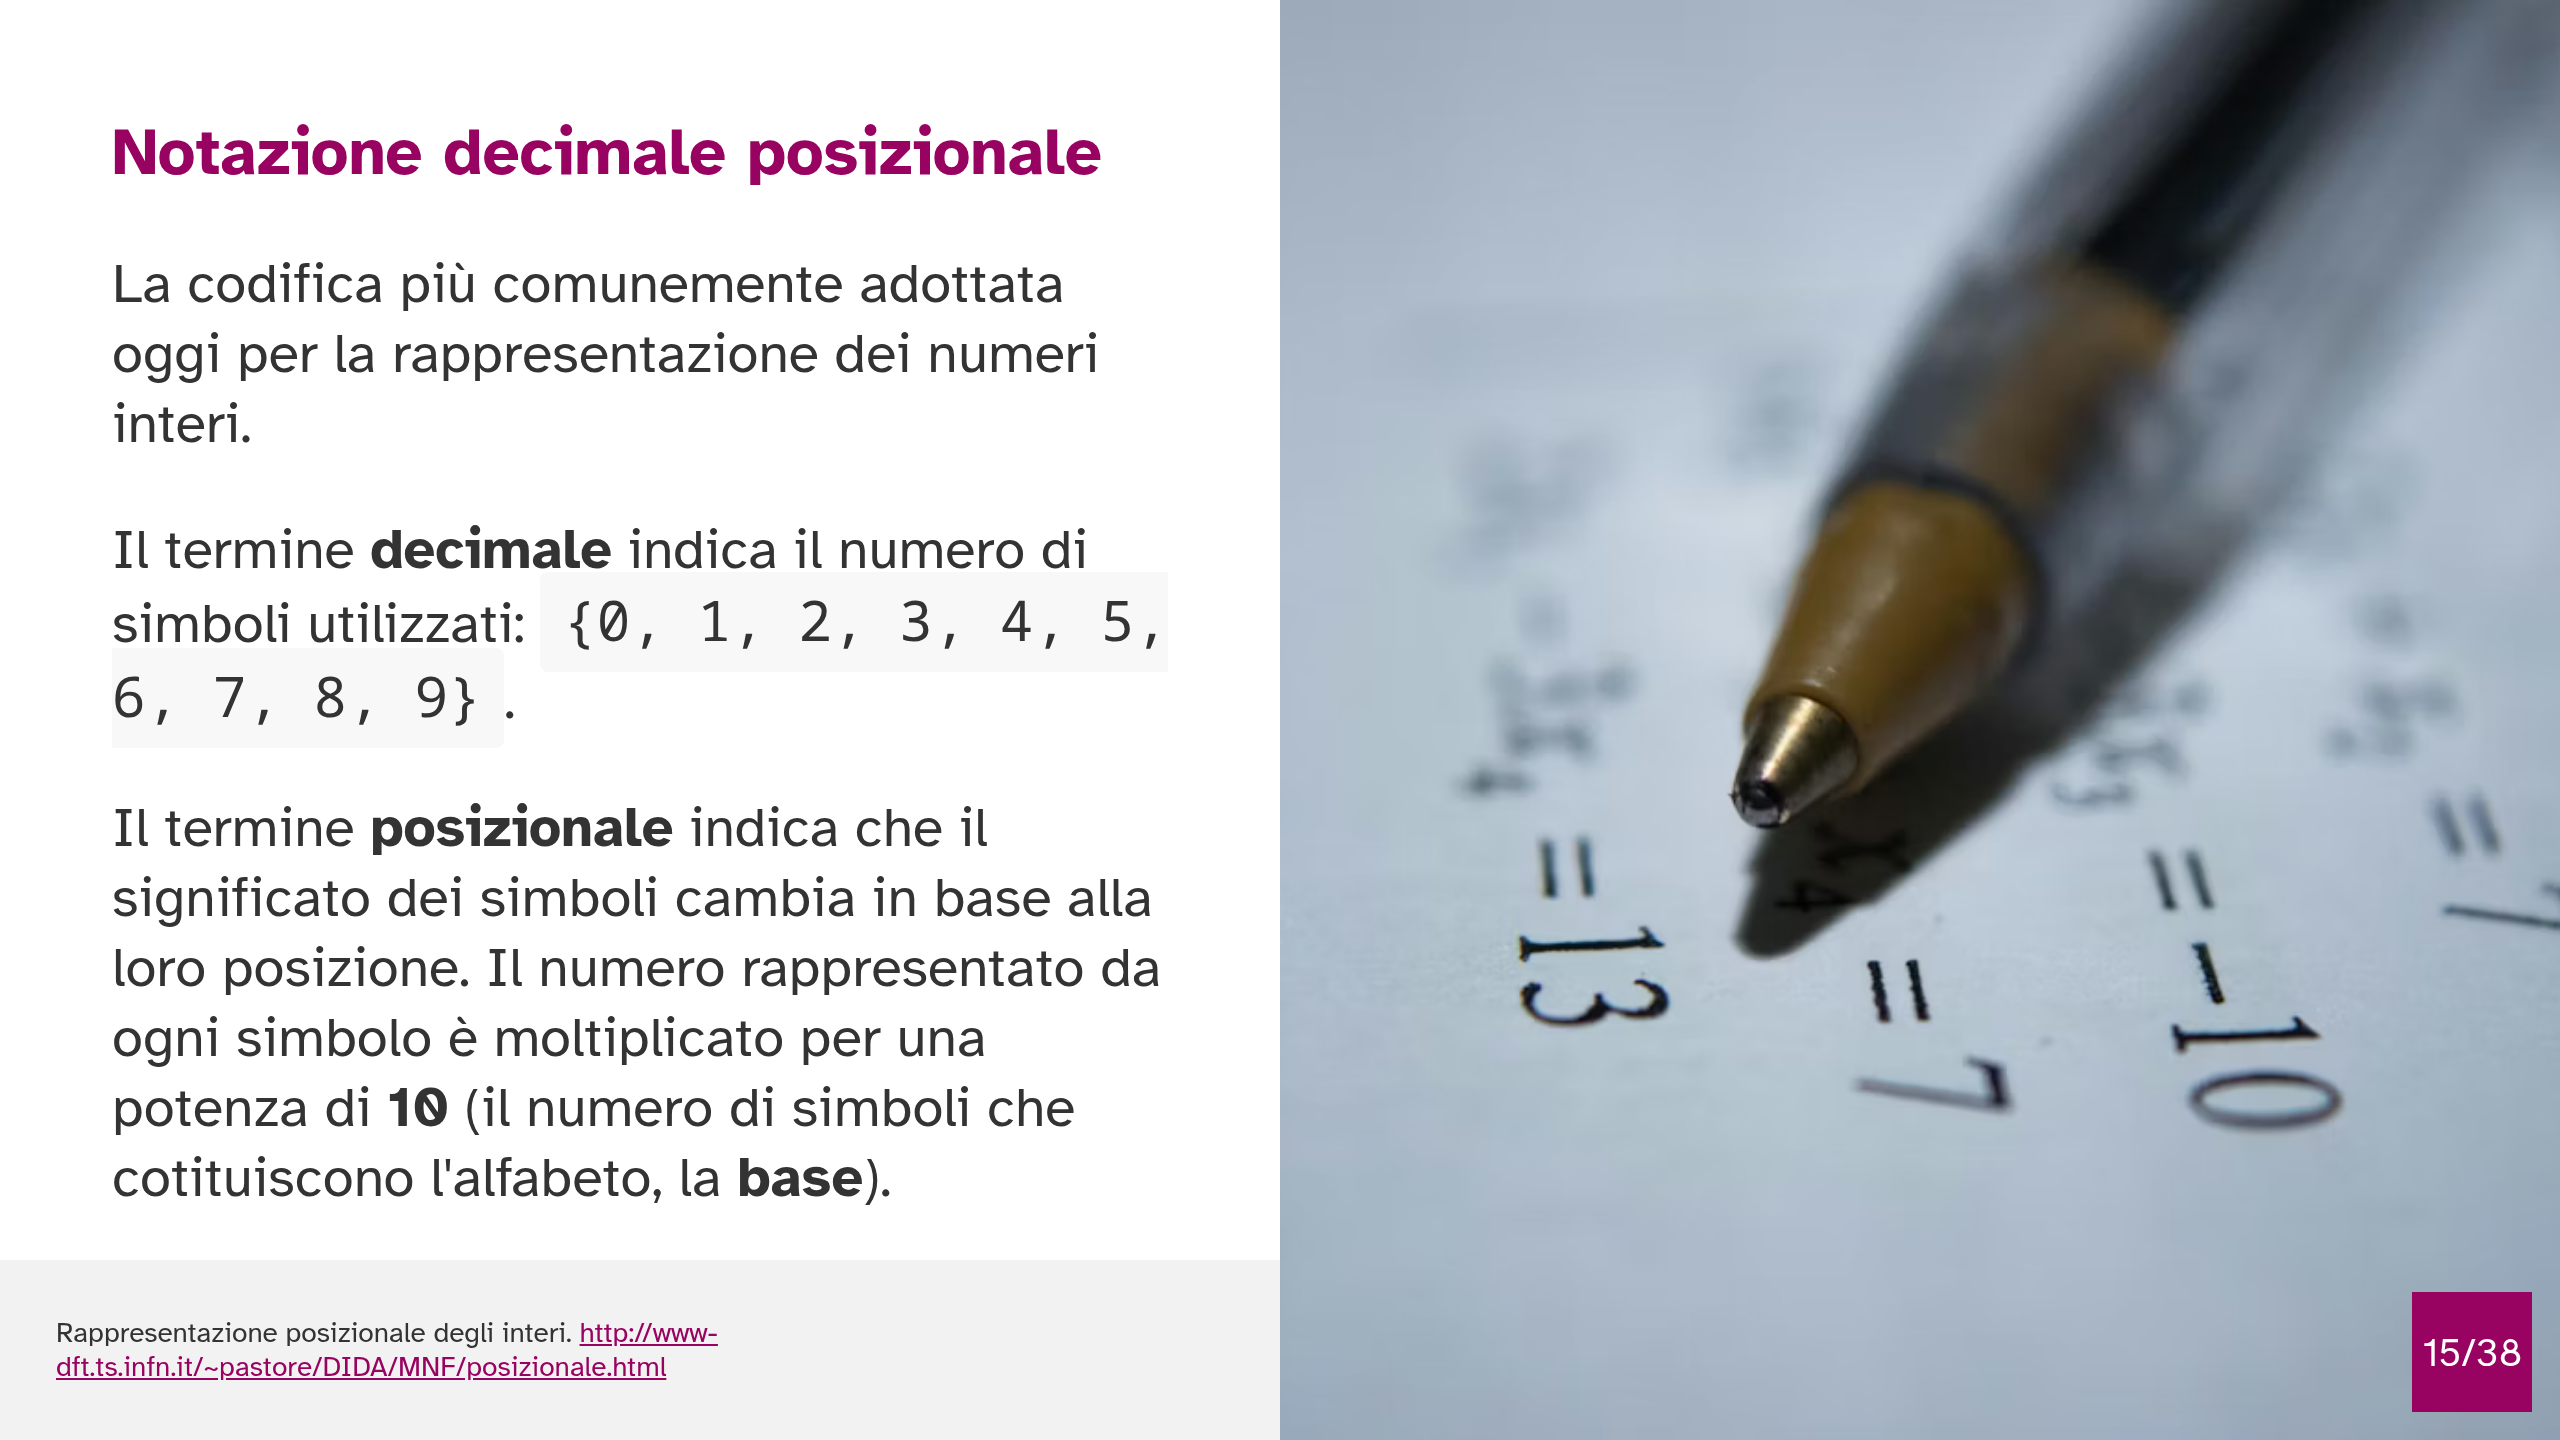 Notazione decimale posizionale
La codifica più comunemente adottata
oggi per la rappresentazione dei numeri
interi.
Il termine decimale indica il numero di
simboli utilizzati: {0, 1, 2, 3, 4, 5,
6, 7, 8, 9} .
Il termine posizionale indica che il
significato dei simboli cambia in base alla
loro posizione. Il numero rappresentato da
ogni simbolo è moltiplicato per una
potenza di 10 (il numero di simboli che
cotituiscono l'alfabeto, la base).
Rappresentazione posizionale degli interi. http://www-
dft.ts.infn.it/~pastore/DIDA/MNF/posizionale.html
= 13
= 7
= -10
15/38